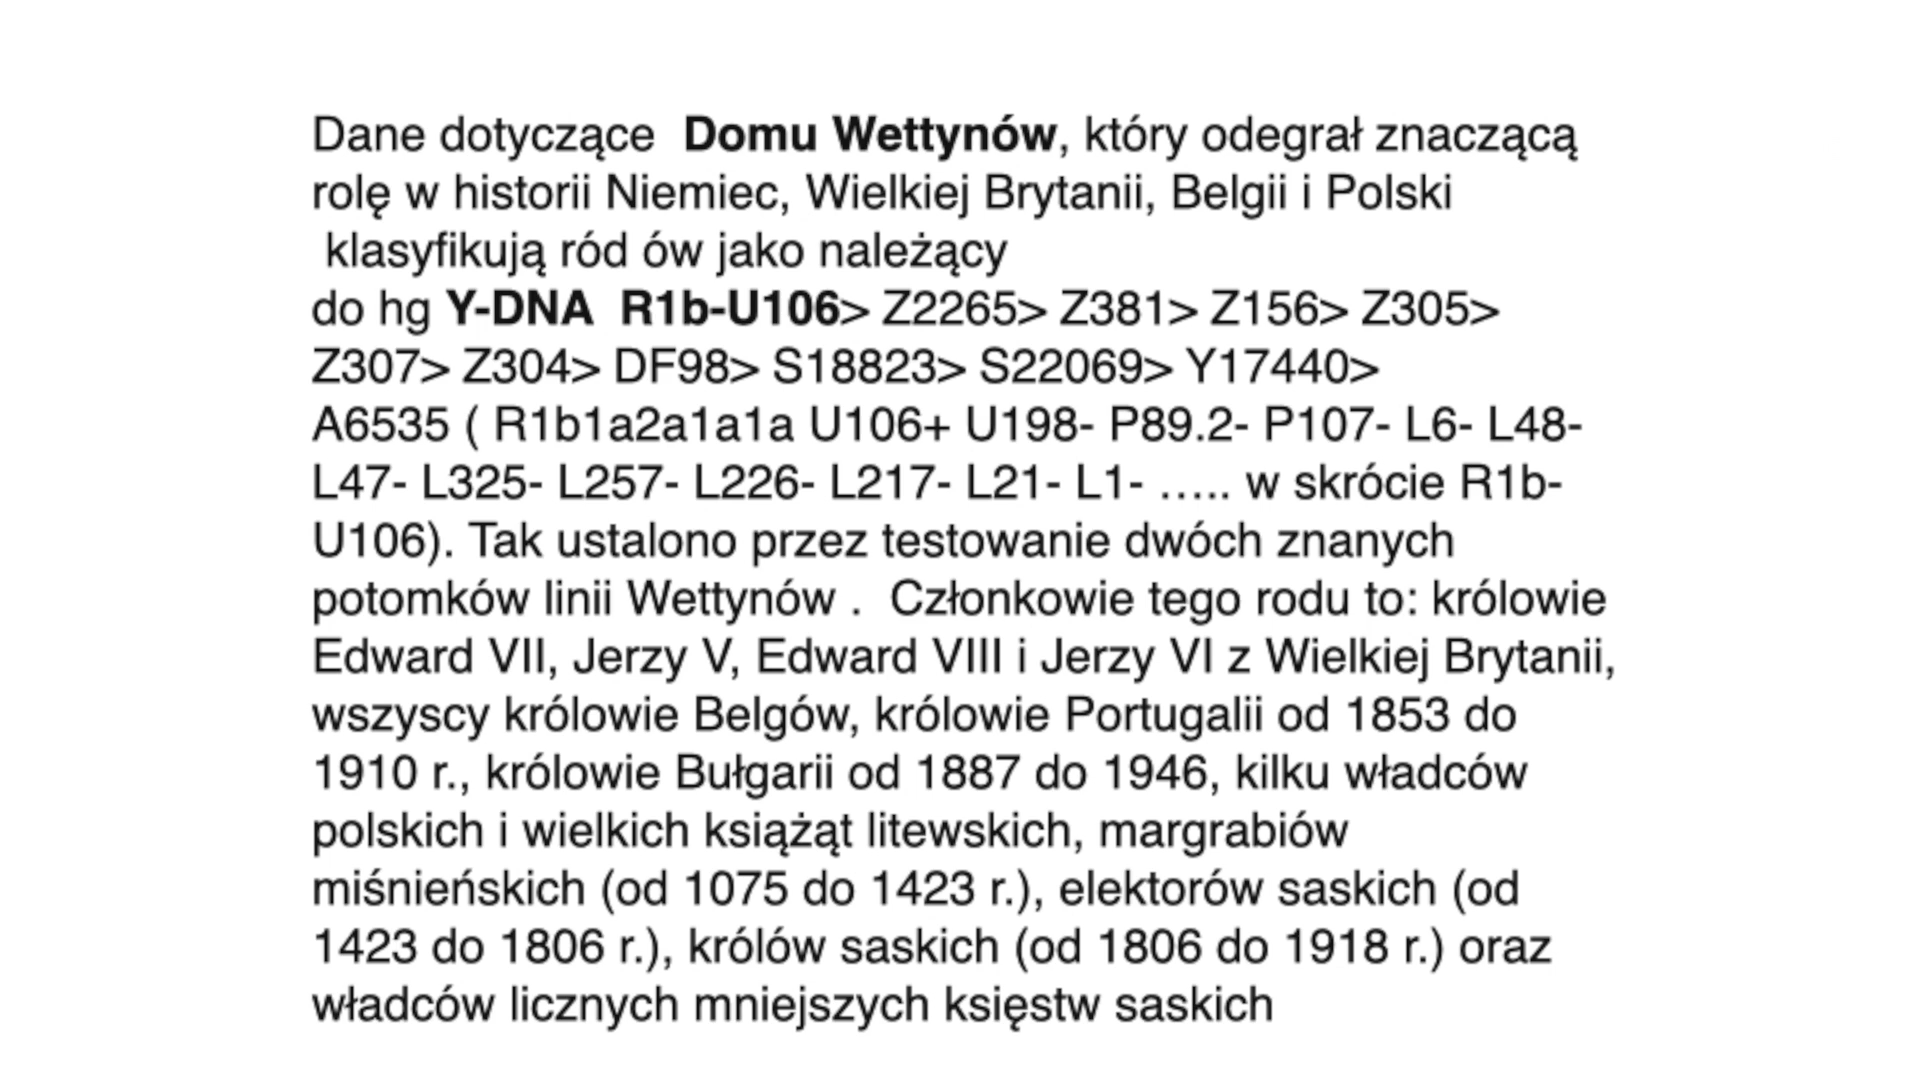 Dane dotyczące  Domu Wettynów, który odegrał znaczącą
rolę w historii Niemiec, Wielkiej Brytanii, Belgii i Polski
klasyfikują ród ów jako należący
do hg Y-DNA  R1b-U106> Z2265> Z381> Z156> Z305>
Z307> Z304> DF98> S18823> S22069> Y17440>
A6535 ( R1b1a2a1a1a U106+ U198- P89.2- P107- L6- L48-
L47- L325- L257- L226- L217- L21- L1- ….. w skrócie R1b-
U106). Tak ustalono przez testowanie dwóch znanych
potomków linii Wettynów .  Członkowie tego rodu to: królowie
Edward VII, Jerzy V, Edward VIII i Jerzy VI z Wielkiej Brytanii,
wszyscy królowie Belgów, królowie Portugalii od 1853 do
1910 r., królowie Bułgarii od 1887 do 1946, kilku władców
polskich i wielkich książąt litewskich, margrabiów
miśnieńskich (od 1075 do 1423 r.), elektorów saskich (od
1423 do 1806 r.), królów saskich (od 1806 do 1918 r.) oraz
władców licznych mniejszych księstw saskich